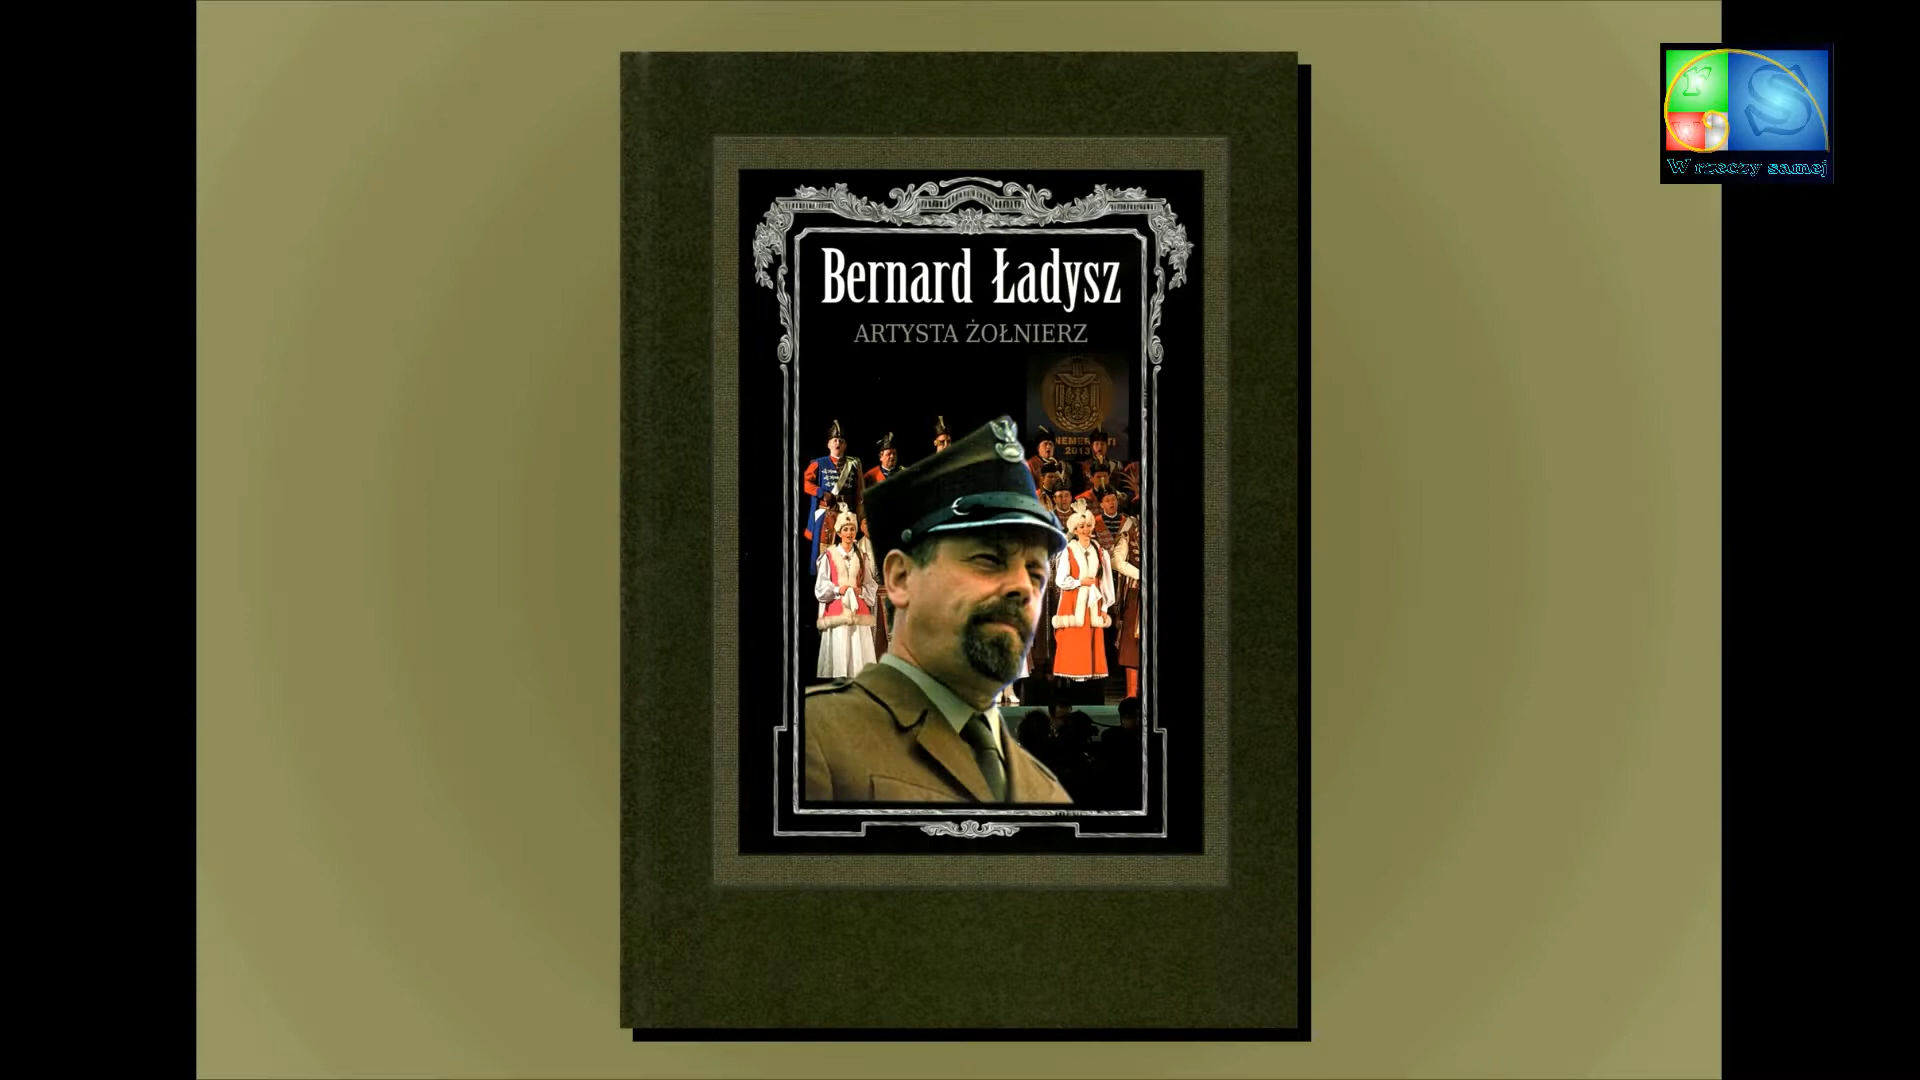 Bernard Ładysz
ARTYSTA ŻOŁNIERZ
2013
r S
w
W rzeczy samej